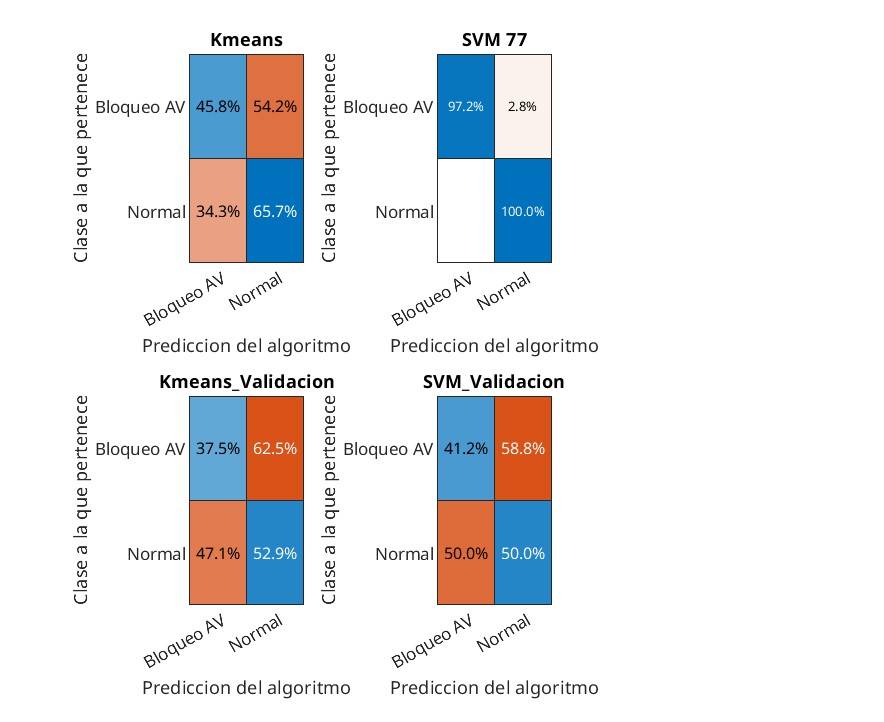 Kmeans
Clase a la que pertenece
Bloqueo AV 45.8% 54.2%
Normal 34.3% 65.7%
Bloqueo AV Normal
Prediccion del algoritmo
SVM 77
Clase a la que pertenece
Bloqueo AV 97.2% 2.8%
Normal 100.0%
Bloqueo AV Normal
Prediccion del algoritmo
Kmeans_Validacion
Clase a la que pertenece
Bloqueo AV 37.5% 62.5%
Normal 47.1% 52.9%
Bloqueo AV Normal
Prediccion del algoritmo
SVM_Validacion
Clase a la que pertenece
Bloqueo AV 41.2% 58.8%
Normal 50.0% 50.0%
Bloqueo AV Normal
Prediccion del algoritmo